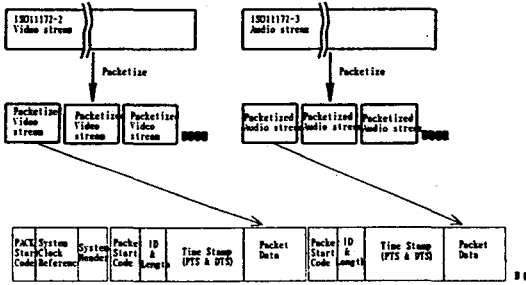 ISO11172-2
Video stream
ISO11172-3
Audio stream
Packetize
Packetize
Packetized
Video
stream
Packetized
Video
stream
Packetized
Video
stream
Packetized
Audio stream
Packetized
Audio stream
Packetized
Audio stream
PACK
Start
Code
System
Clock
Reference
System
Header
Packet
Start
Code
ID
&
Length
Time Stamp
(PTS & DTS)
Packet
Data
Packet
Start
Code
ID
&
Length
Time Stamp
(PTS & DTS)
Packet
Data